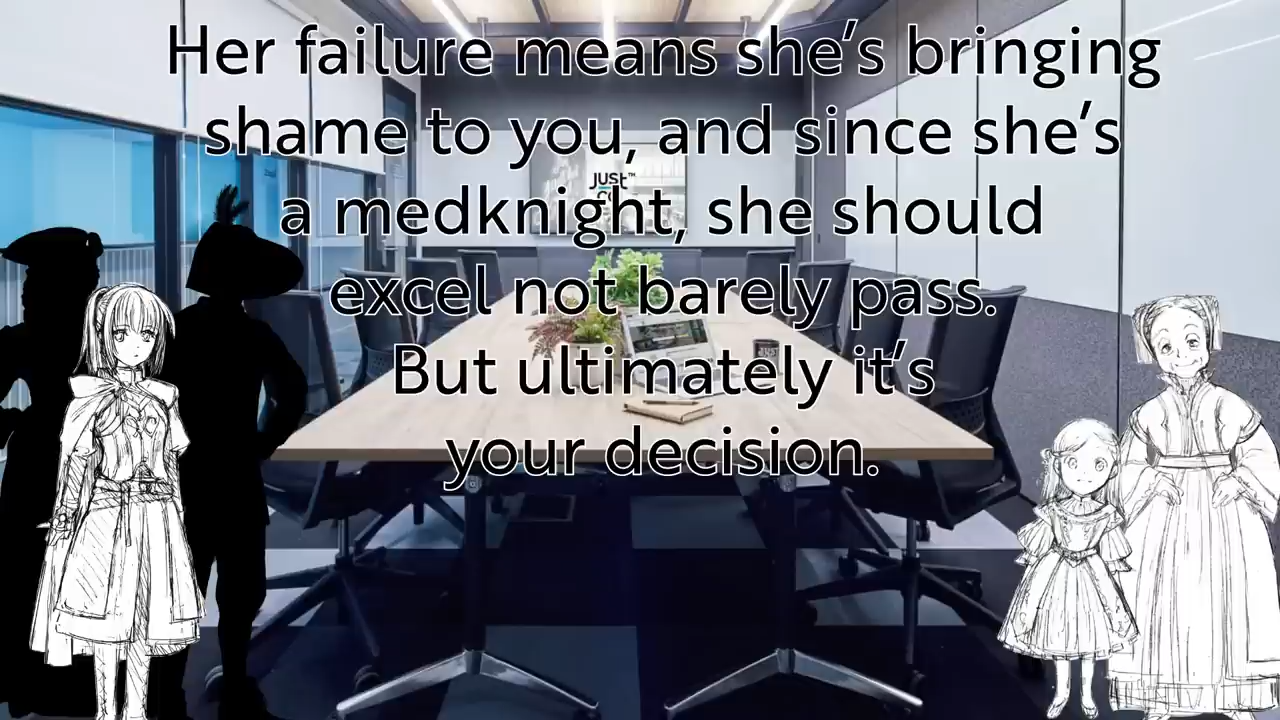 Her failure means she's bringing
shame to you, and since she's
a medknight, she should
excel not barely pass.
But ultimately it's
your decision.
JUST™